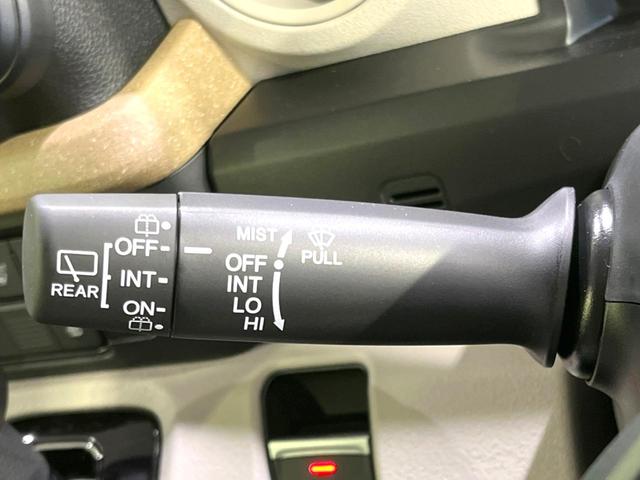 OFF
INT
ON
REAR
MIST
OFF
INT
LO
HI
PULL